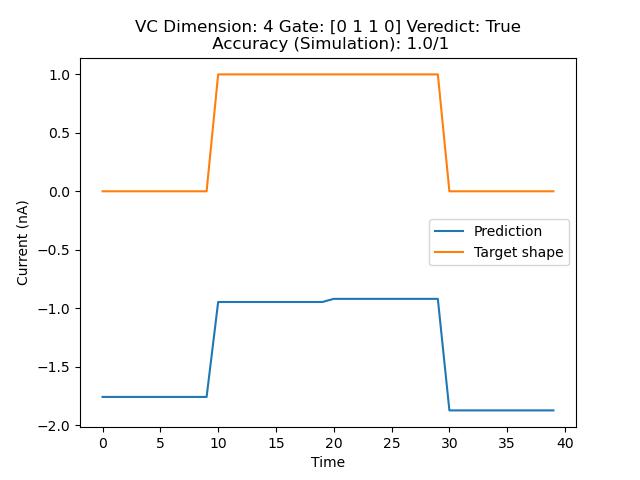 VC Dimension: 4 Gate: [0 1 1 0] Veredict: True
Accuracy (Simulation): 1.0/1
1.0
0.5
0.0
−0.5
−1.0
−1.5
−2.0
Current (nA)
Prediction
Target shape
0 5 10 15 20 25 30 35 40
Time